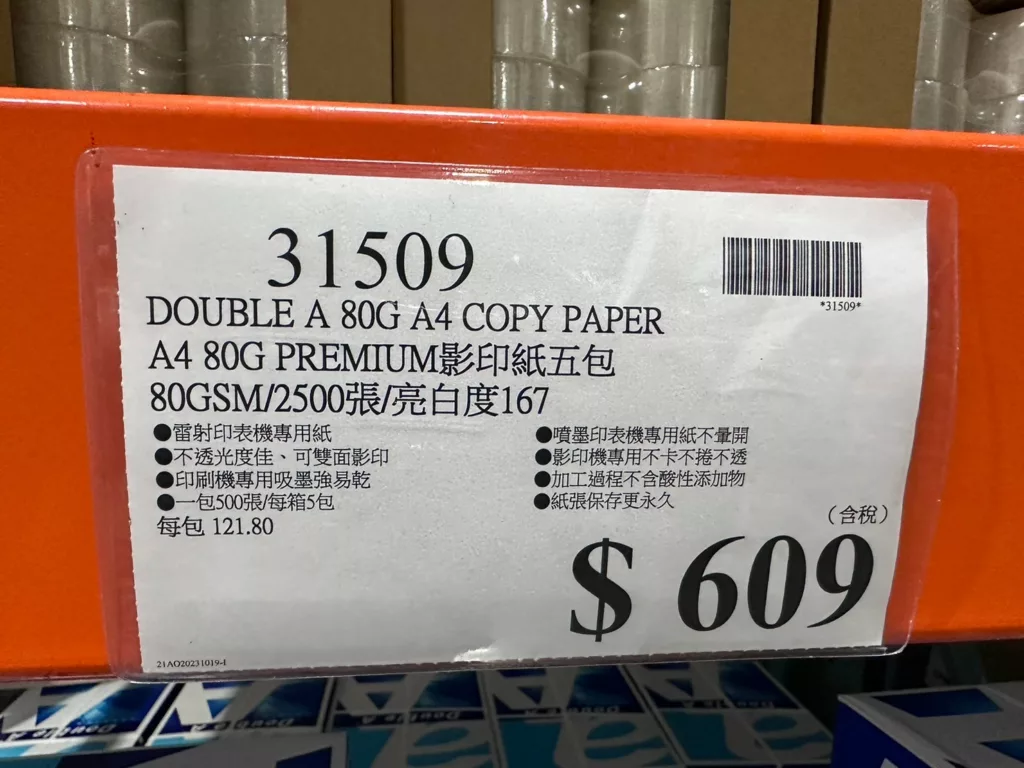 31509
*31509*
DOUBLE A 80G A4 COPY PAPER
A4 80G PREMIUM影印紙五包
80GSM/2500張/亮白度167
●雷射印表機專用紙
●噴墨印表機專用紙不暈開
●不透光度佳、可雙面影印
●影印機專用不卡不捲不透
●印刷機專用吸墨強易乾
●加工過程不含酸性添加物
●一包500張/每箱5包
●紙張保存更永久
每包 121.80
（含稅）
$ 609
21AO20231019-1
Double A
Double A
Double A
Double A